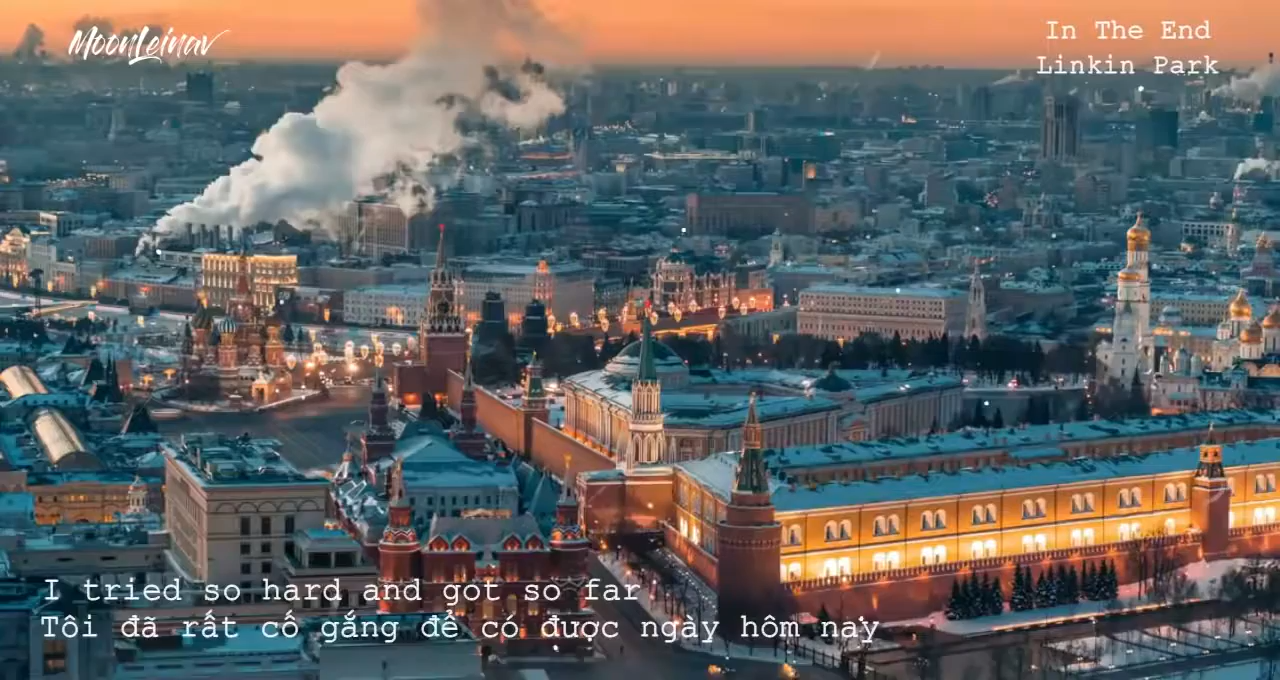 MoonLeinav
In The End
Linkin Park
I tried so hard and got so far
Tôi đã rất cố gắng để có được ngày hôm nay